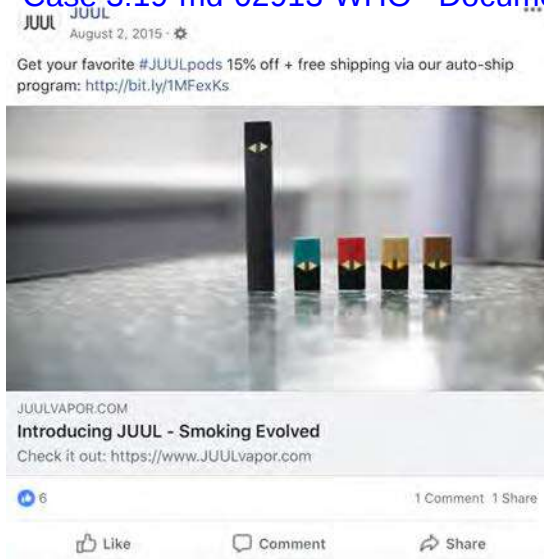 Case 3:19-md-02913-WHO Docume
JUUL
JUUL
August 2, 2015 ·
Get your favorite #JUULpods 15% off + free shipping via our auto-ship
program: http://bit.ly/1MFexKs
JUULVAPOR.COM
Introducing JUUL - Smoking Evolved
Check it out: https://www.JUULvapor.com
6
1 Comment 1 Share
Like Comment Share